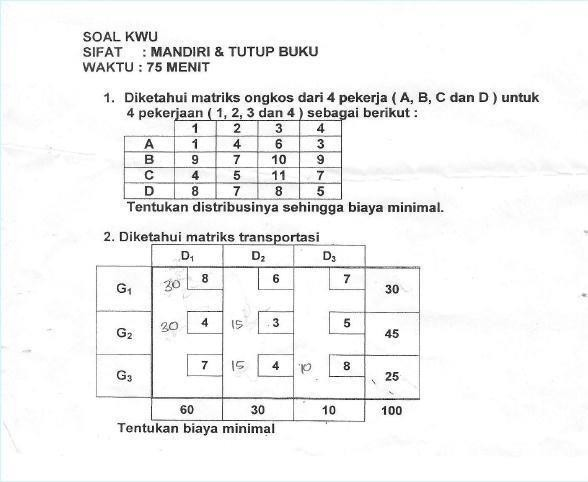 SOAL KWU
SIFAT : MANDIRI & TUTUP BUKU
WAKTU : 75 MENIT
1. Diketahui matriks ongkos dari 4 pekerja ( A, B, C dan D ) untuk
4 pekerjaan ( 1, 2, 3 dan 4 ) sebagai berikut :
1 2 3 4
A 1 4 6 3
B 9 7 10 9
C 4 5 11 7
D 8 7 8 5
Tentukan distribusinya sehingga biaya minimal.
2. Diketahui matriks transportasi
D1 D2 D3
G1 30 8 6 7 30
G2 30 4 15 3 5 45
G3 7 15 4 10 8 25
60 30 10 100
Tentukan biaya minimal